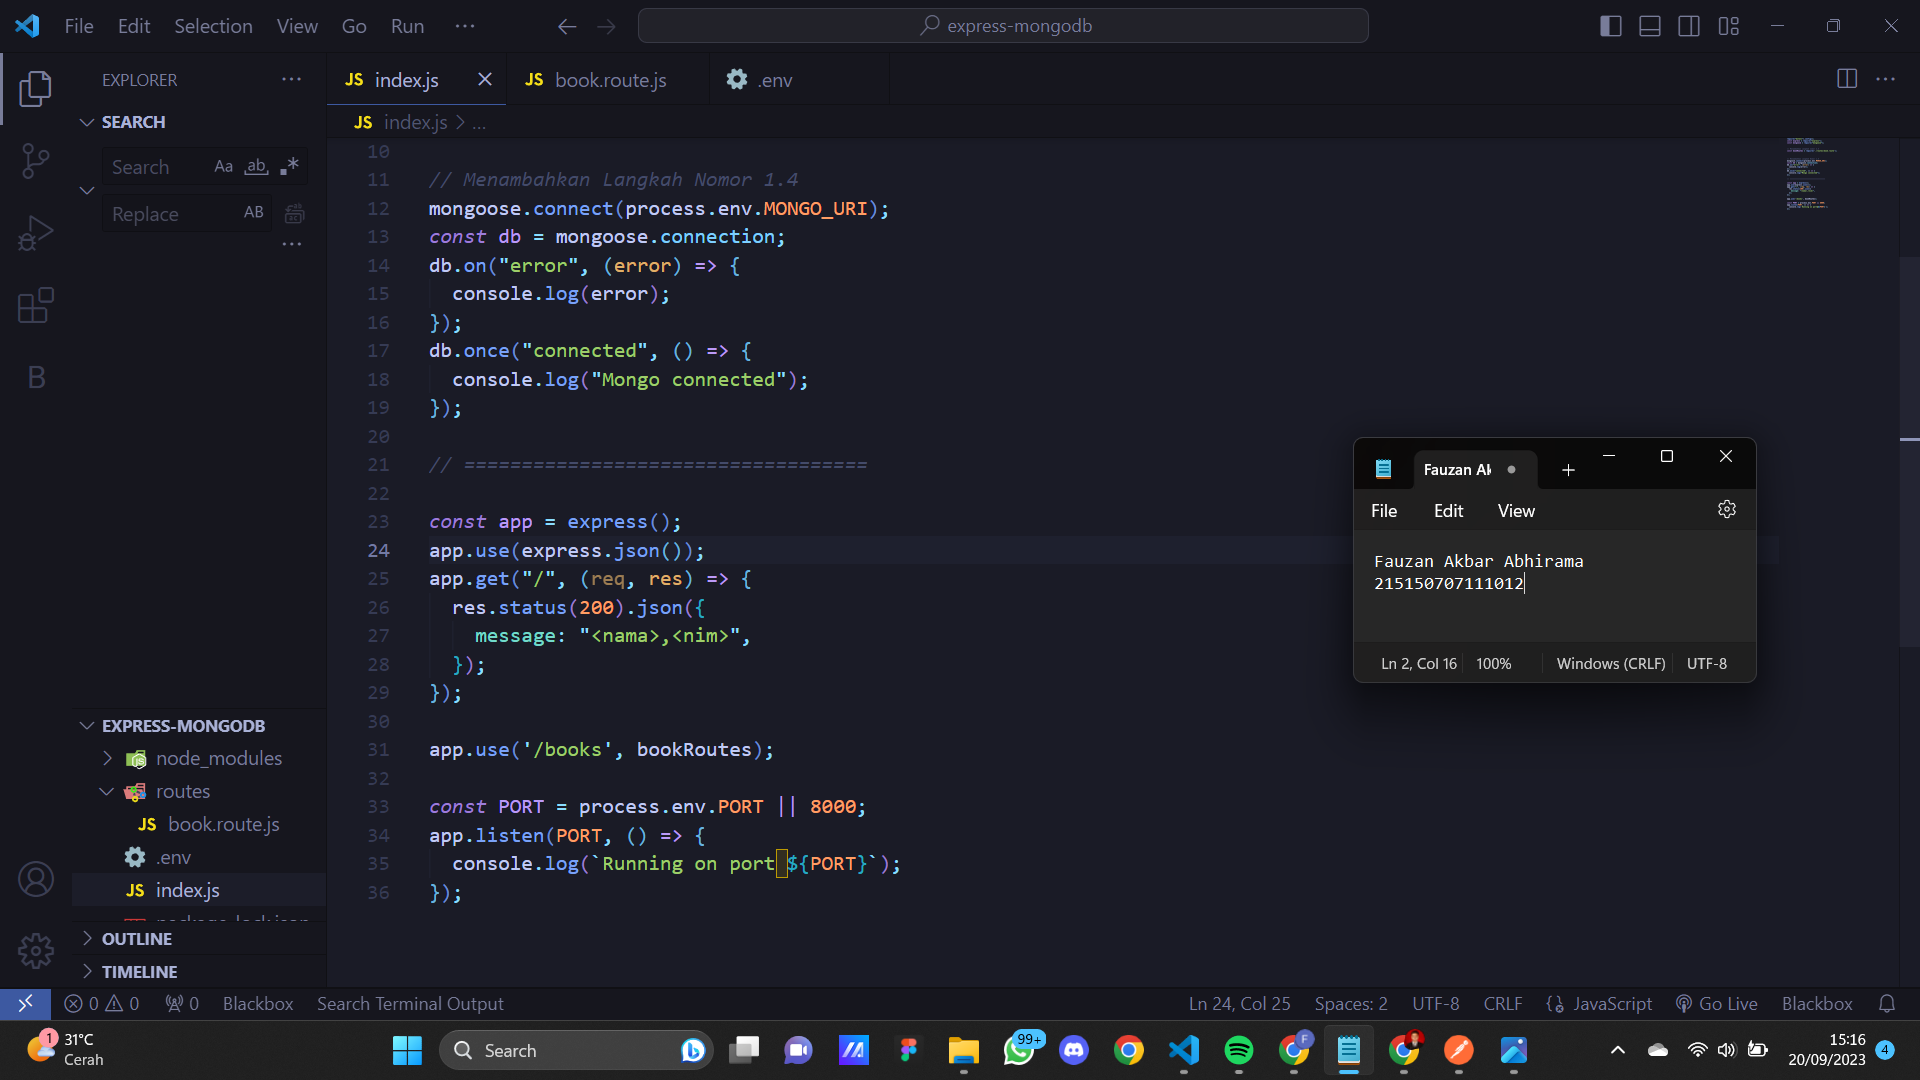 File Edit Selection View Go Run ···
express-mongodb
EXPLORER ···
SEARCH
Search Aa ab .*
Replace AB
···
B
EXPRESS-MONGODB
node_modules
routes
JS book.route.js
.env
JS index.js
package-lock.json
OUTLINE
TIMELINE
JS index.js
JS book.route.js
.env
JS index.js > ...
10
11 // Menambahkan Langkah Nomor 1.4
12 mongoose.connect(process.env.MONGO_URI);
13 const db = mongoose.connection;
14 db.on("error", (error) => {
15 console.log(error);
16 });
17 db.once("connected", () => {
18 console.log("Mongo connected");
19 });
20
21 // ===================================
22
23 const app = express();
24 app.use(express.json());
25 app.get("/", (req, res) => {
26 res.status(200).json({
27 message: "<nama>,<nim>",
28 });
29 });
30
31 app.use('/books', bookRoutes);
32
33 const PORT = process.env.PORT || 8000;
34 app.listen(PORT, () => {
35 console.log(`Running on port ${PORT}`);
36 });
Fauzan Ak
File Edit View
Fauzan Akbar Abhirama
215150707111012
Ln 2, Col 16 100% Windows (CRLF) UTF-8
0 0 0 Blackbox Search Terminal Output Ln 24, Col 25 Spaces: 2 UTF-8 CRLF {} JavaScript Go Live Blackbox
1 31°C
Cerah
Search
99+
F
15:16
20/09/2023
4